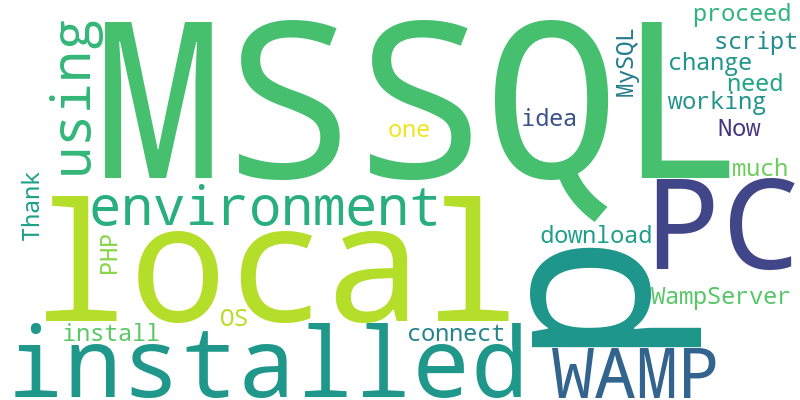 MSSQL
using
MySQL
proceed
script
change
need
working
Now
one
idea
much
Thank
environment
PC
local
PHP
OS
download
p
WampServer
install
connect
installed
WAMP